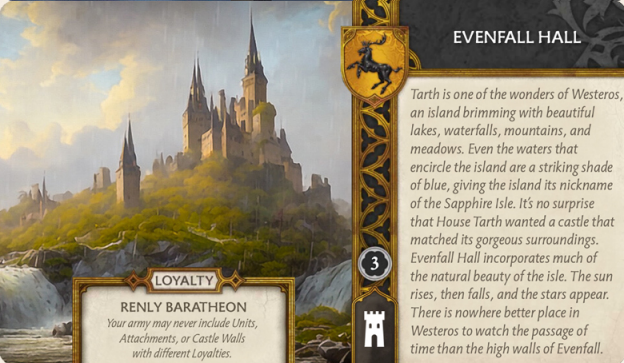 EVENFALL HALL
Tarth is one of the wonders of Westeros,
an island brimming with beautiful
lakes, waterfalls, mountains, and
meadows. Even the waters that
encircle the island are a striking shade
of blue, giving the island its nickname
of the Sapphire Isle. It's no surprise
that House Tarth wanted a castle that
matched its gorgeous surroundings.
Evenfall Hall incorporates much of
the natural beauty of the isle. The sun
rises, then falls, and the stars appear.
There is nowhere better place in
Westeros to watch the passage of
time than the high walls of Evenfall.
3
LOYALTY
RENLY BARATHEON
Your army may never include Units,
Attachments, or Castle Walls
with different Loyalties.